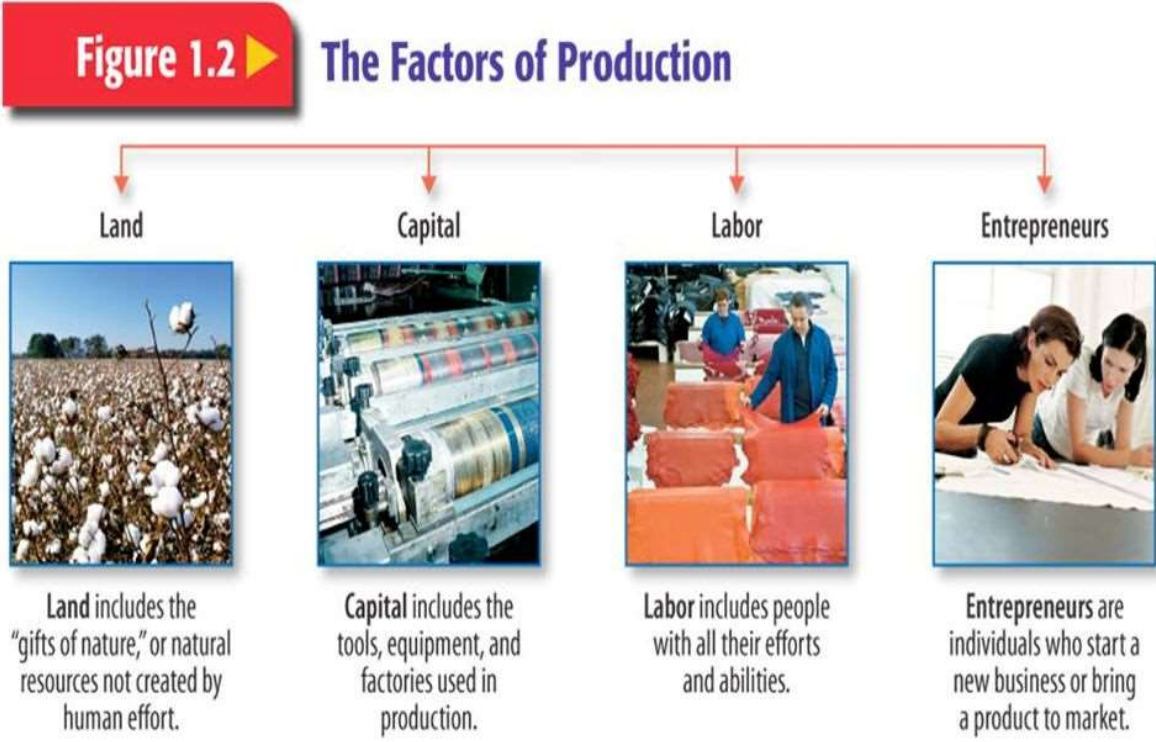 Figure 1.2
The Factors of Production
Land
Capital
Labor
Entrepreneurs
Land includes the
"gifts of nature," or natural
resources not created by
human effort.
Capital includes the
tools, equipment, and
factories used in
production.
Labor includes people
with all their efforts
and abilities.
Entrepreneurs are
individuals who start a
new business or bring
a product to market.